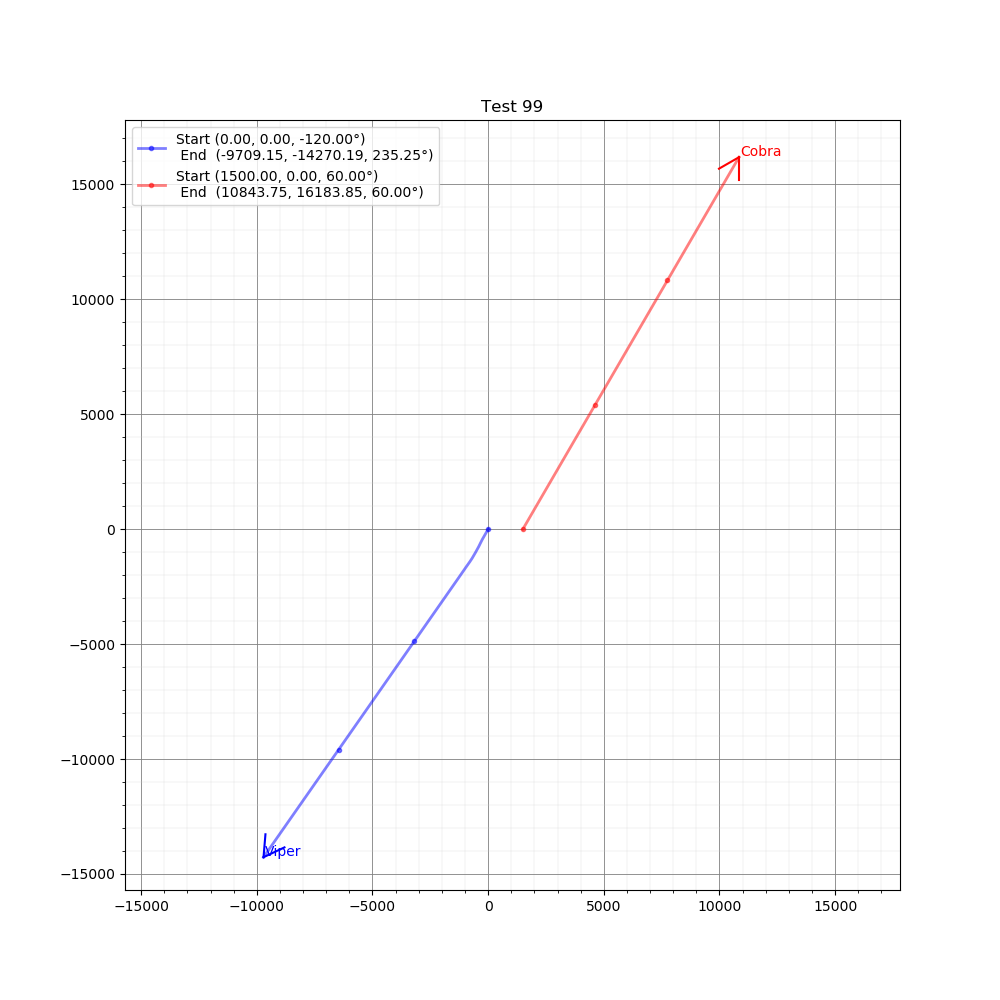 Test 99
Start (0.00, 0.00, -120.00°)
End  (-9709.15, -14270.19, 235.25°)
Start (1500.00, 0.00, 60.00°)
End  (10843.75, 16183.85, 60.00°)
Cobra
15000
10000
5000
0
−5000
−10000
−15000
Viper
−15000
−10000
−5000
0
5000
10000
15000